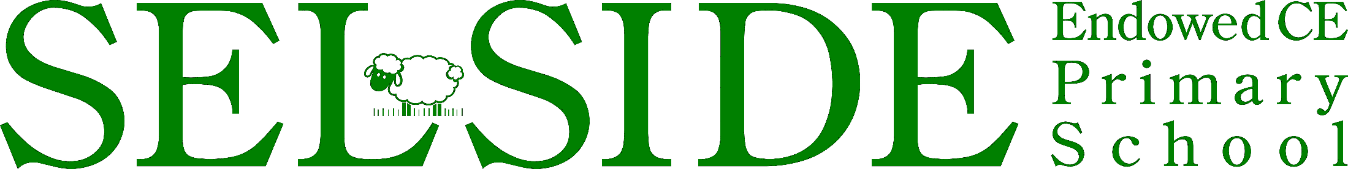 SELSIDE
Endowed CE
Primary
School